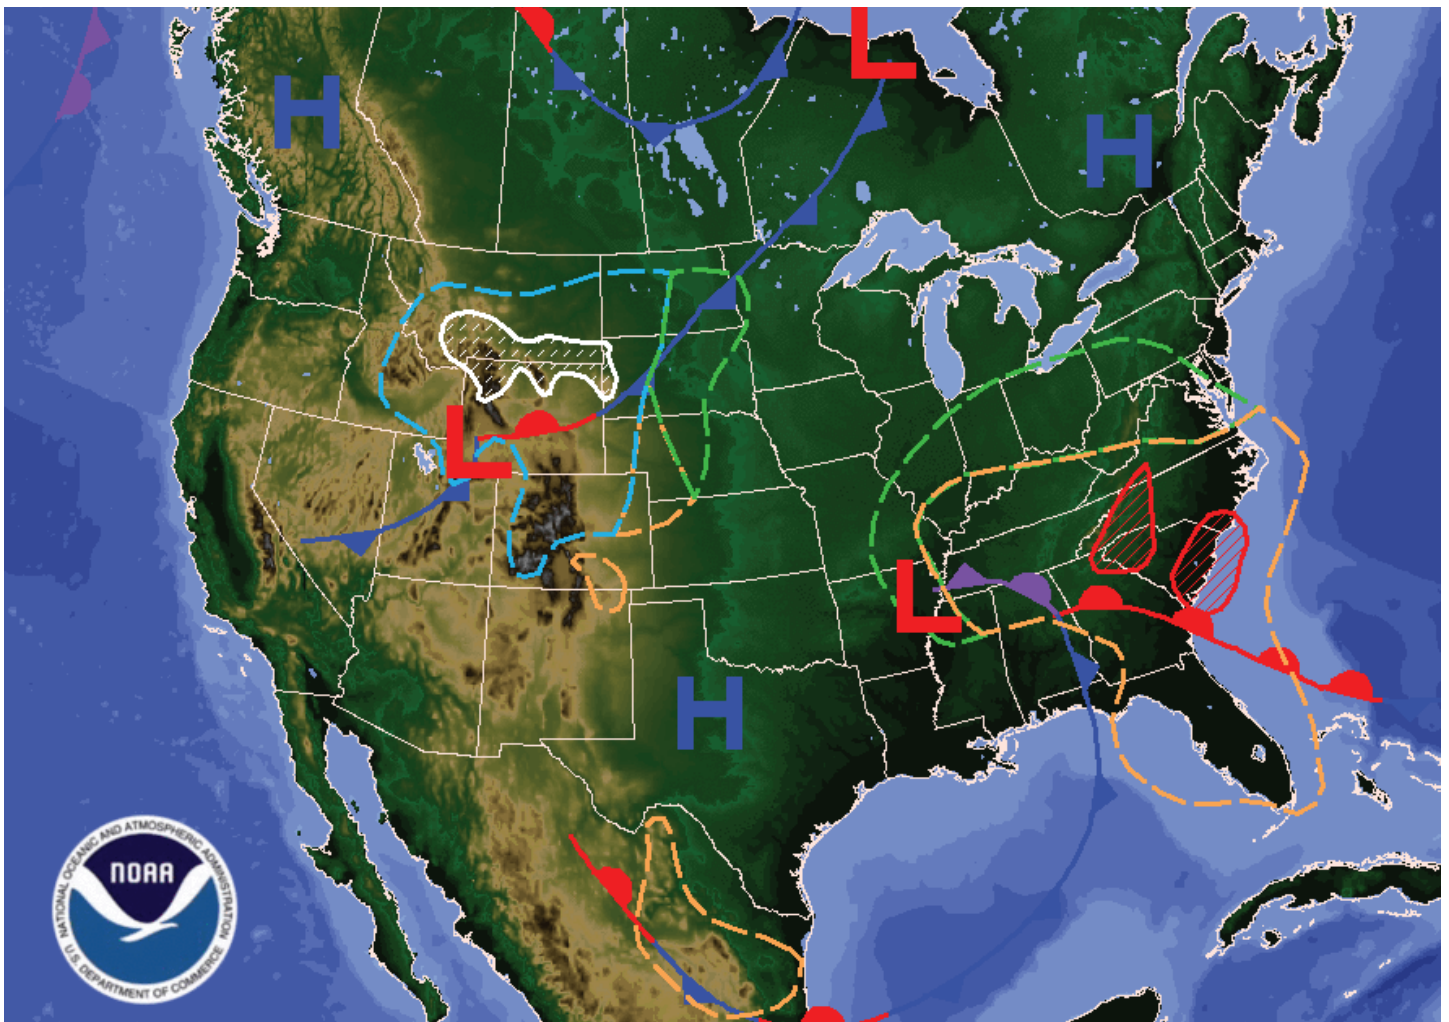 H
L
H
L
L
H
NATIONAL OCEANIC AND ATMOSPHERIC ADMINISTRATION
NOAA
U.S. DEPARTMENT OF COMMERCE